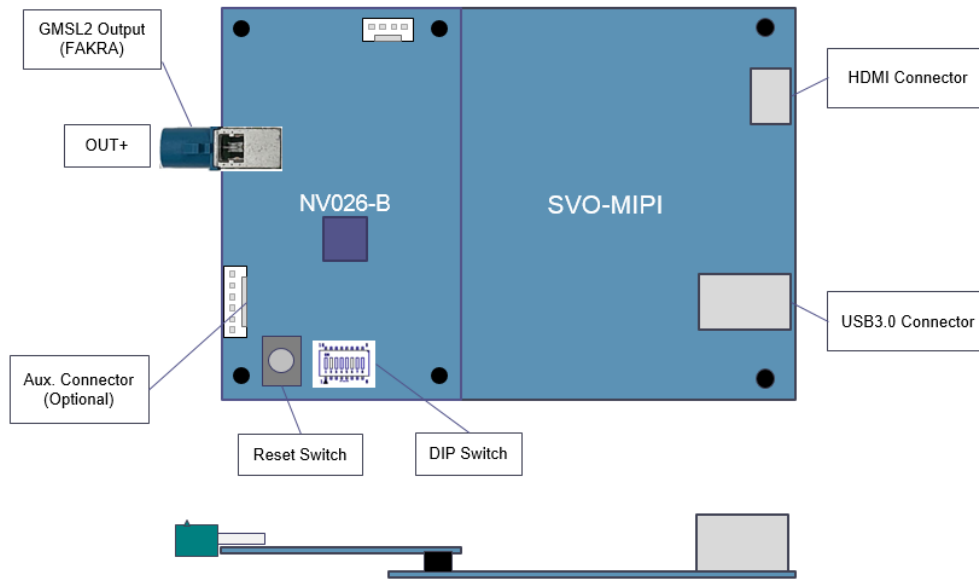 GMSL2 Output
(FAKRA)
HDMI Connector
OUT+
NV026-B
SVO-MIPI
USB3.0 Connector
Aux. Connector
(Optional)
Reset Switch
DIP Switch